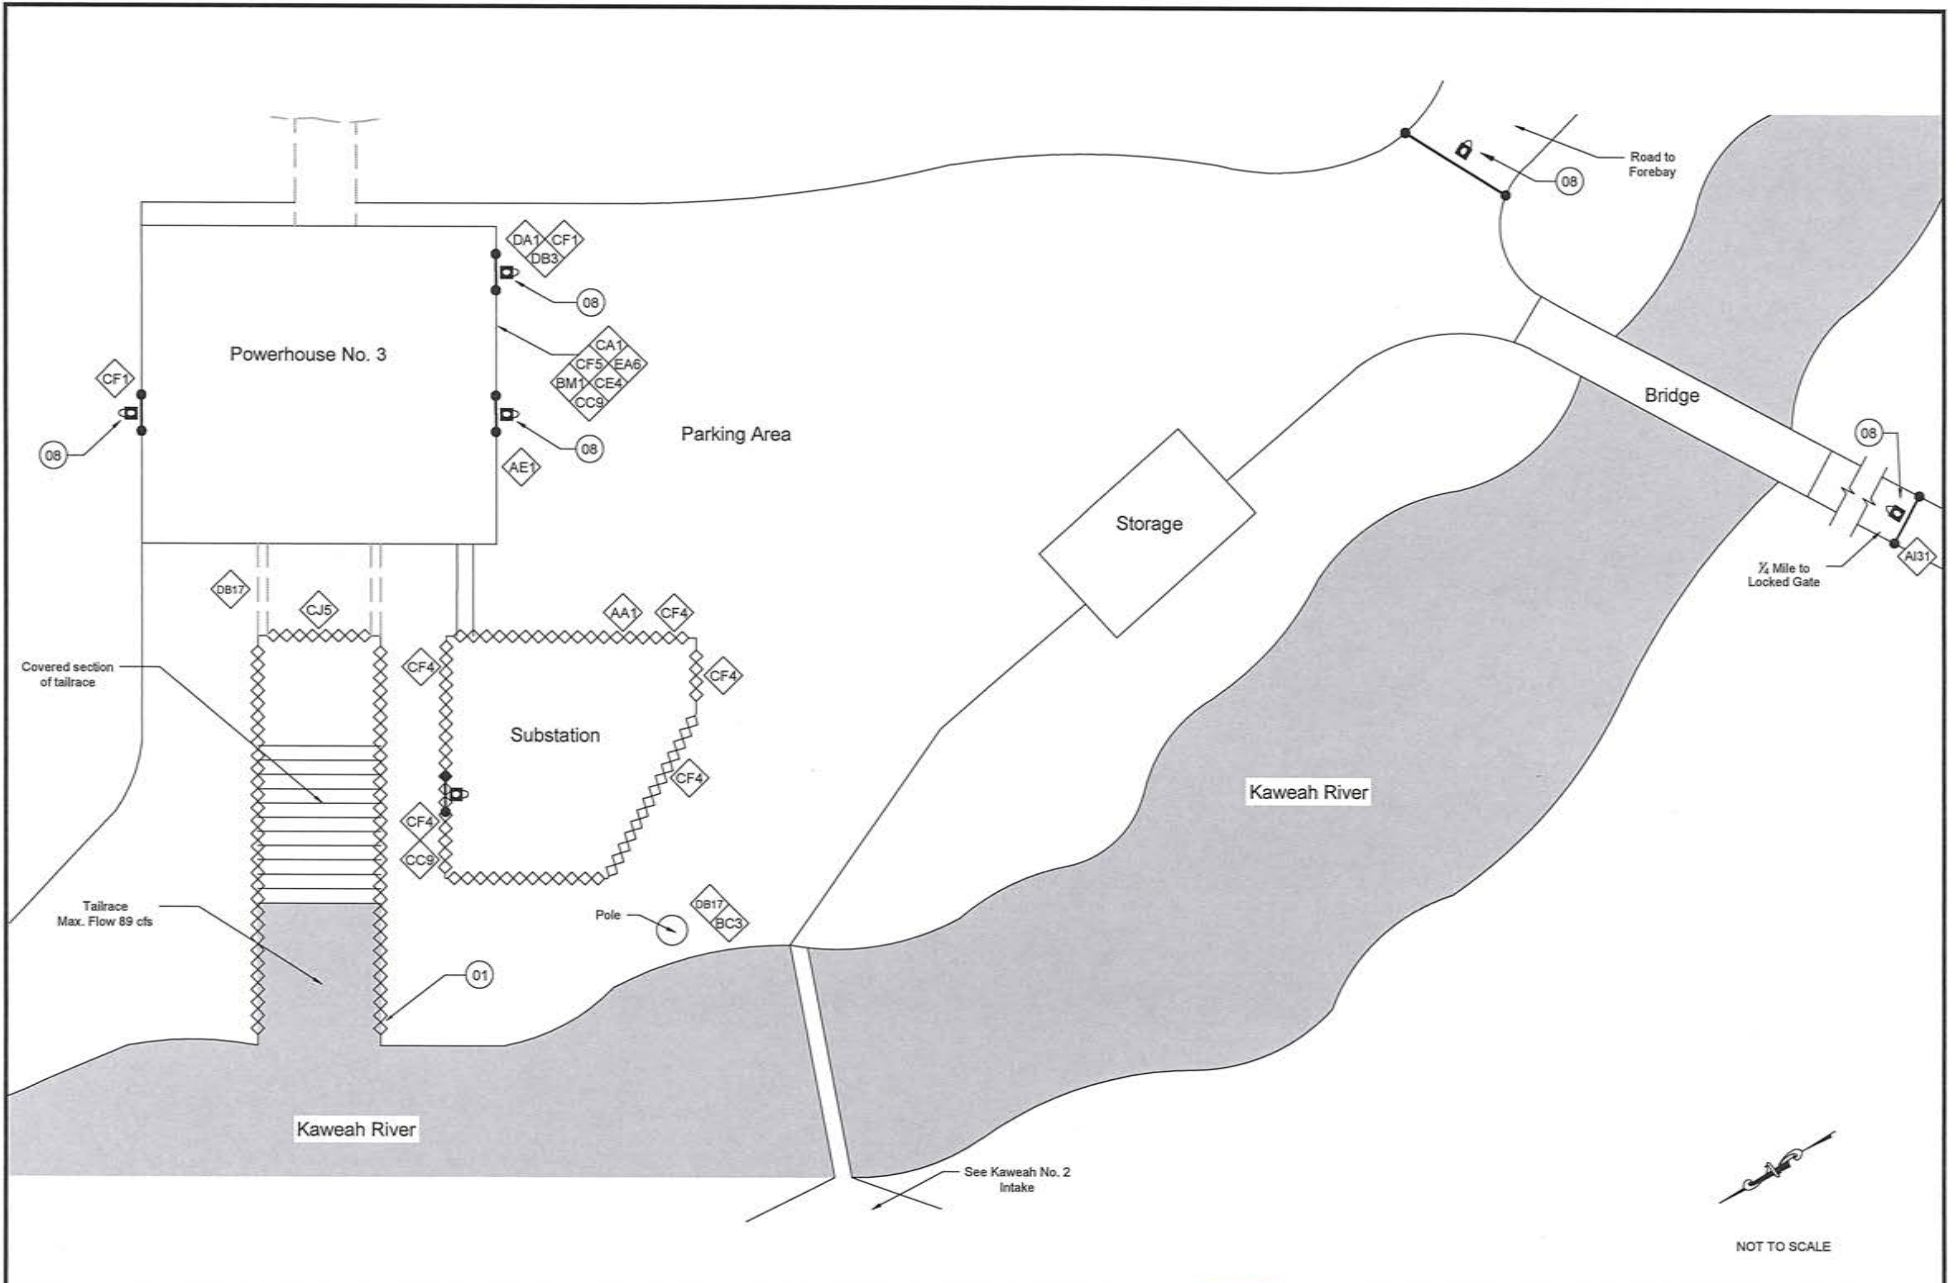 Road to
Forebay
08
DA1
CF1
DB3
08
CA1
CF5
EA6
BM1
CE4
CC9
Powerhouse No. 3
CF1
08
08
AE1
Parking Area
Bridge
08
Storage
AI31
¼ Mile to
Locked Gate
DB17
CJ5
AA1
CF4
CF4
CF4
Covered section
of tailrace
Substation
CF4
Kaweah River
CF4
CC9
Tailrace
Max. Flow 89 cfs
Pole
DB17
BC3
01
Kaweah River
See Kaweah No. 2
Intake
NOT TO SCALE